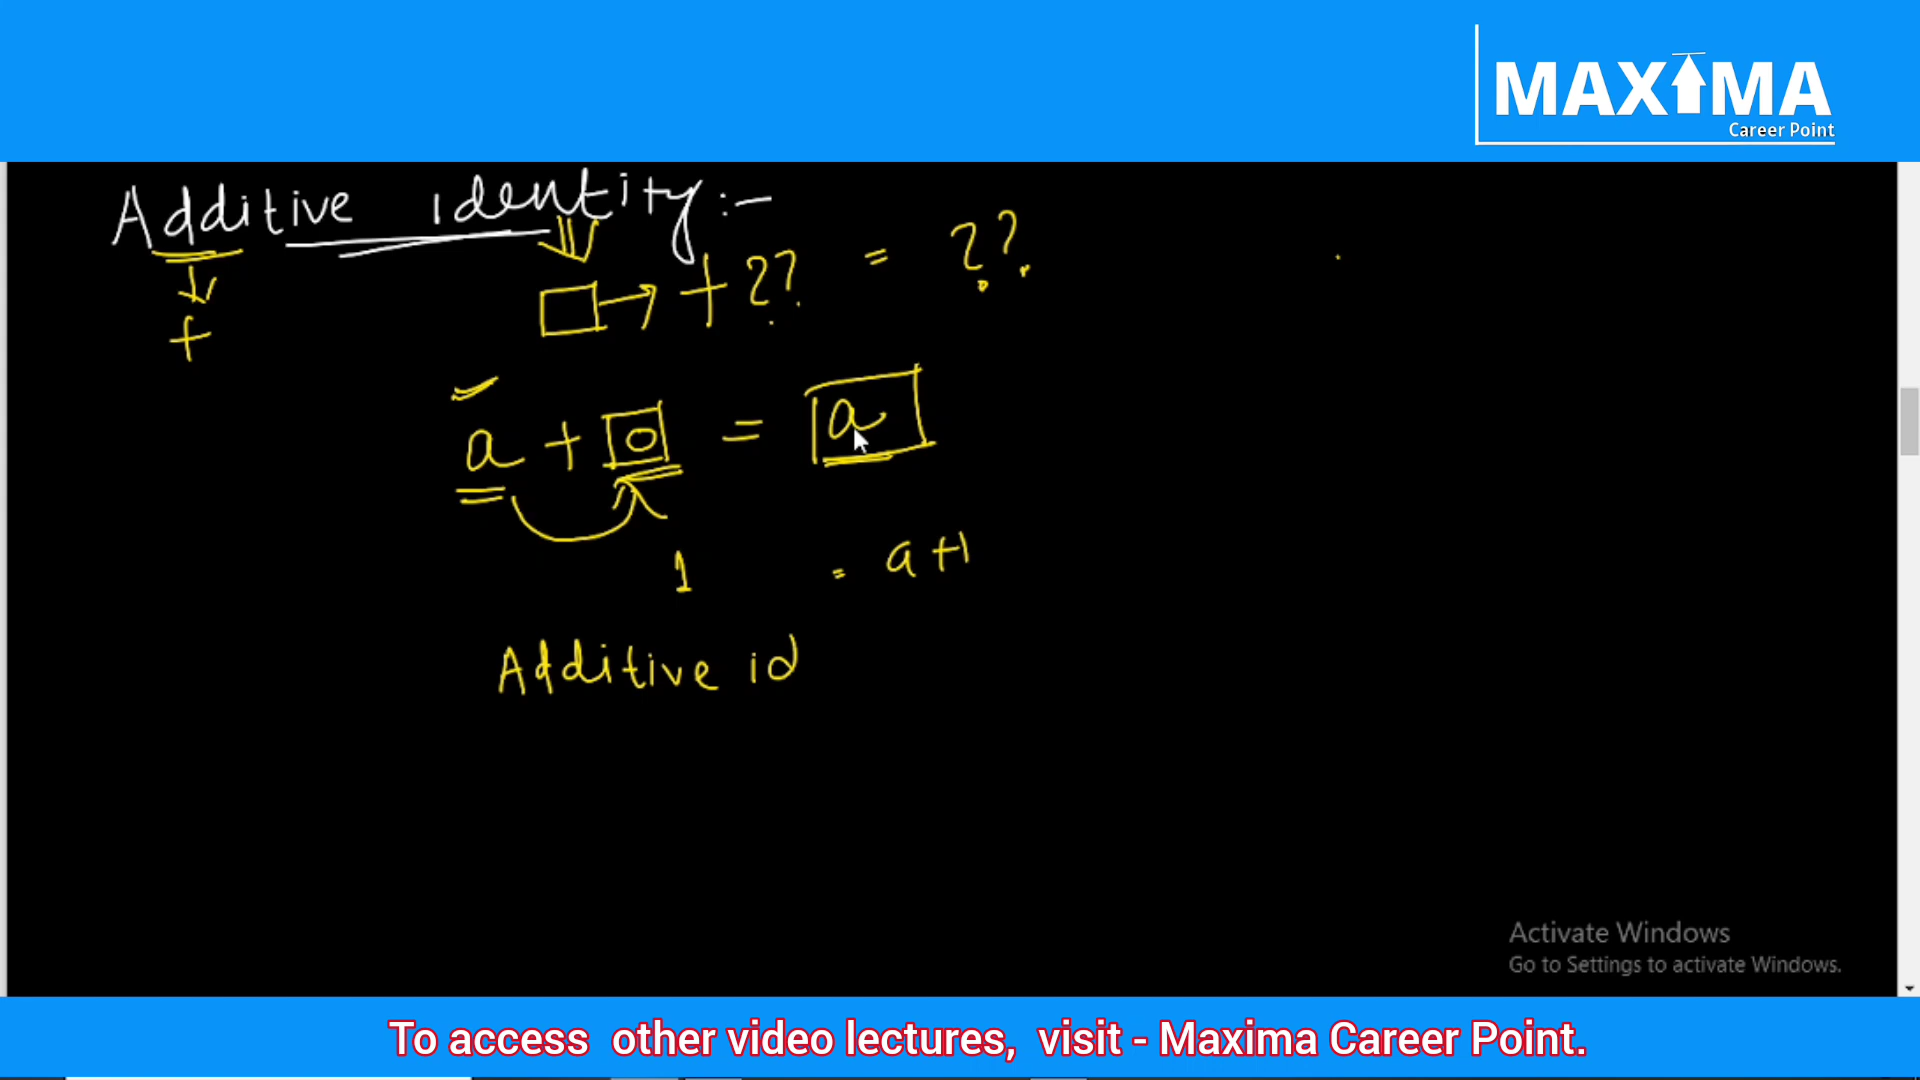 MAXIMA
Career Point
Additive identity :-
+
→ + ?? = ??
a + 0 = a
1 = a+1
Additive id
Activate Windows
Go to Settings to activate Windows.
To access other video lectures, visit - Maxima Career Point.